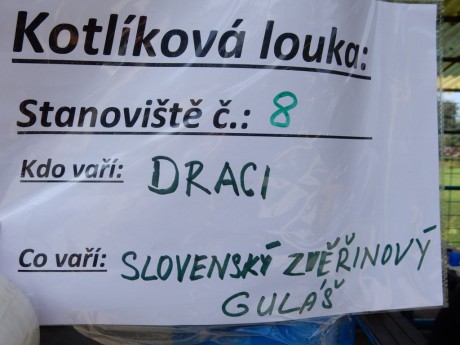 Kotlíková louka:
Stanoviště č.: 8
Kdo vaří: DRACI
Co vaří: SLOVENSKÝ ZVĚŘINOVÝ
GULÁŠ